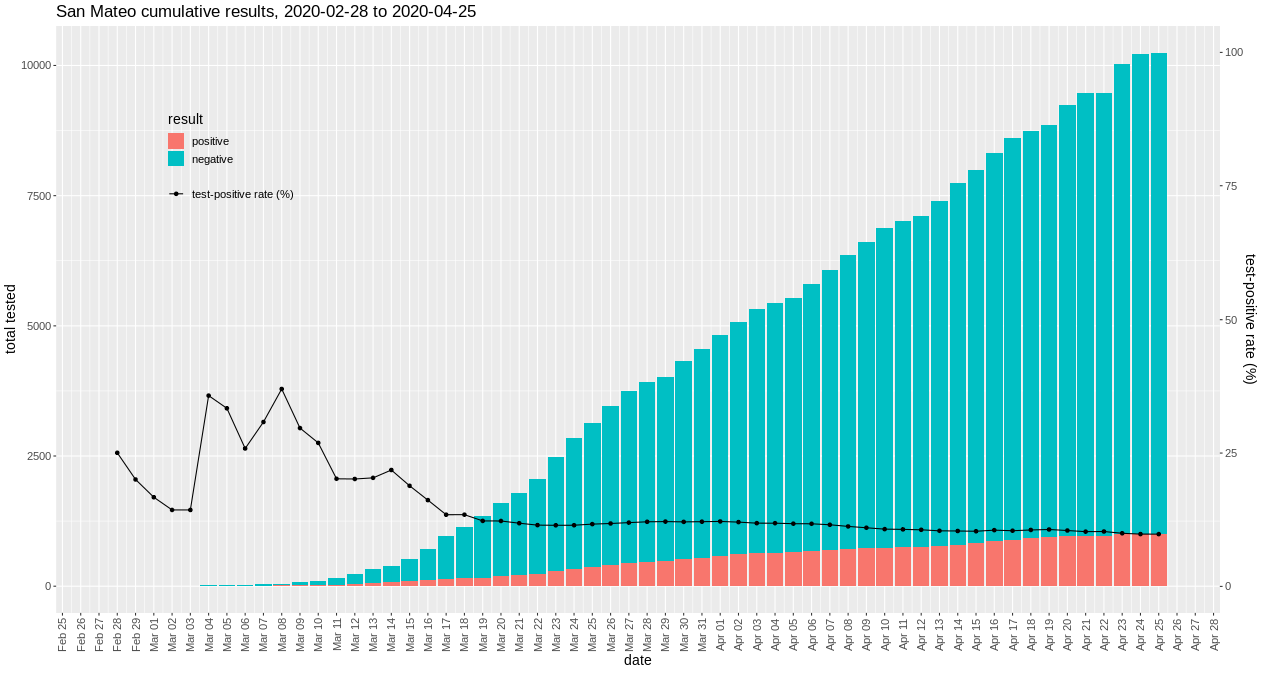 San Mateo cumulative results, 2020-02-28 to 2020-04-25
total tested
10000
7500
5000
2500
0
result
positive
negative
test-positive rate (%)
100
75
50
25
0
test-positive rate (%)
Feb 25
Feb 26
Feb 27
Feb 28
Feb 29
Mar 01
Mar 02
Mar 03
Mar 04
Mar 05
Mar 06
Mar 07
Mar 08
Mar 09
Mar 10
Mar 11
Mar 12
Mar 13
Mar 14
Mar 15
Mar 16
Mar 17
Mar 18
Mar 19
Mar 20
Mar 21
Mar 22
Mar 23
Mar 24
Mar 25
Mar 26
Mar 27
Mar 28
Mar 29
Mar 30
Mar 31
Apr 01
Apr 02
Apr 03
Apr 04
Apr 05
Apr 06
Apr 07
Apr 08
Apr 09
Apr 10
Apr 11
Apr 12
Apr 13
Apr 14
Apr 15
Apr 16
Apr 17
Apr 18
Apr 19
Apr 20
Apr 21
Apr 22
Apr 23
Apr 24
Apr 25
Apr 26
Apr 27
Apr 28
date